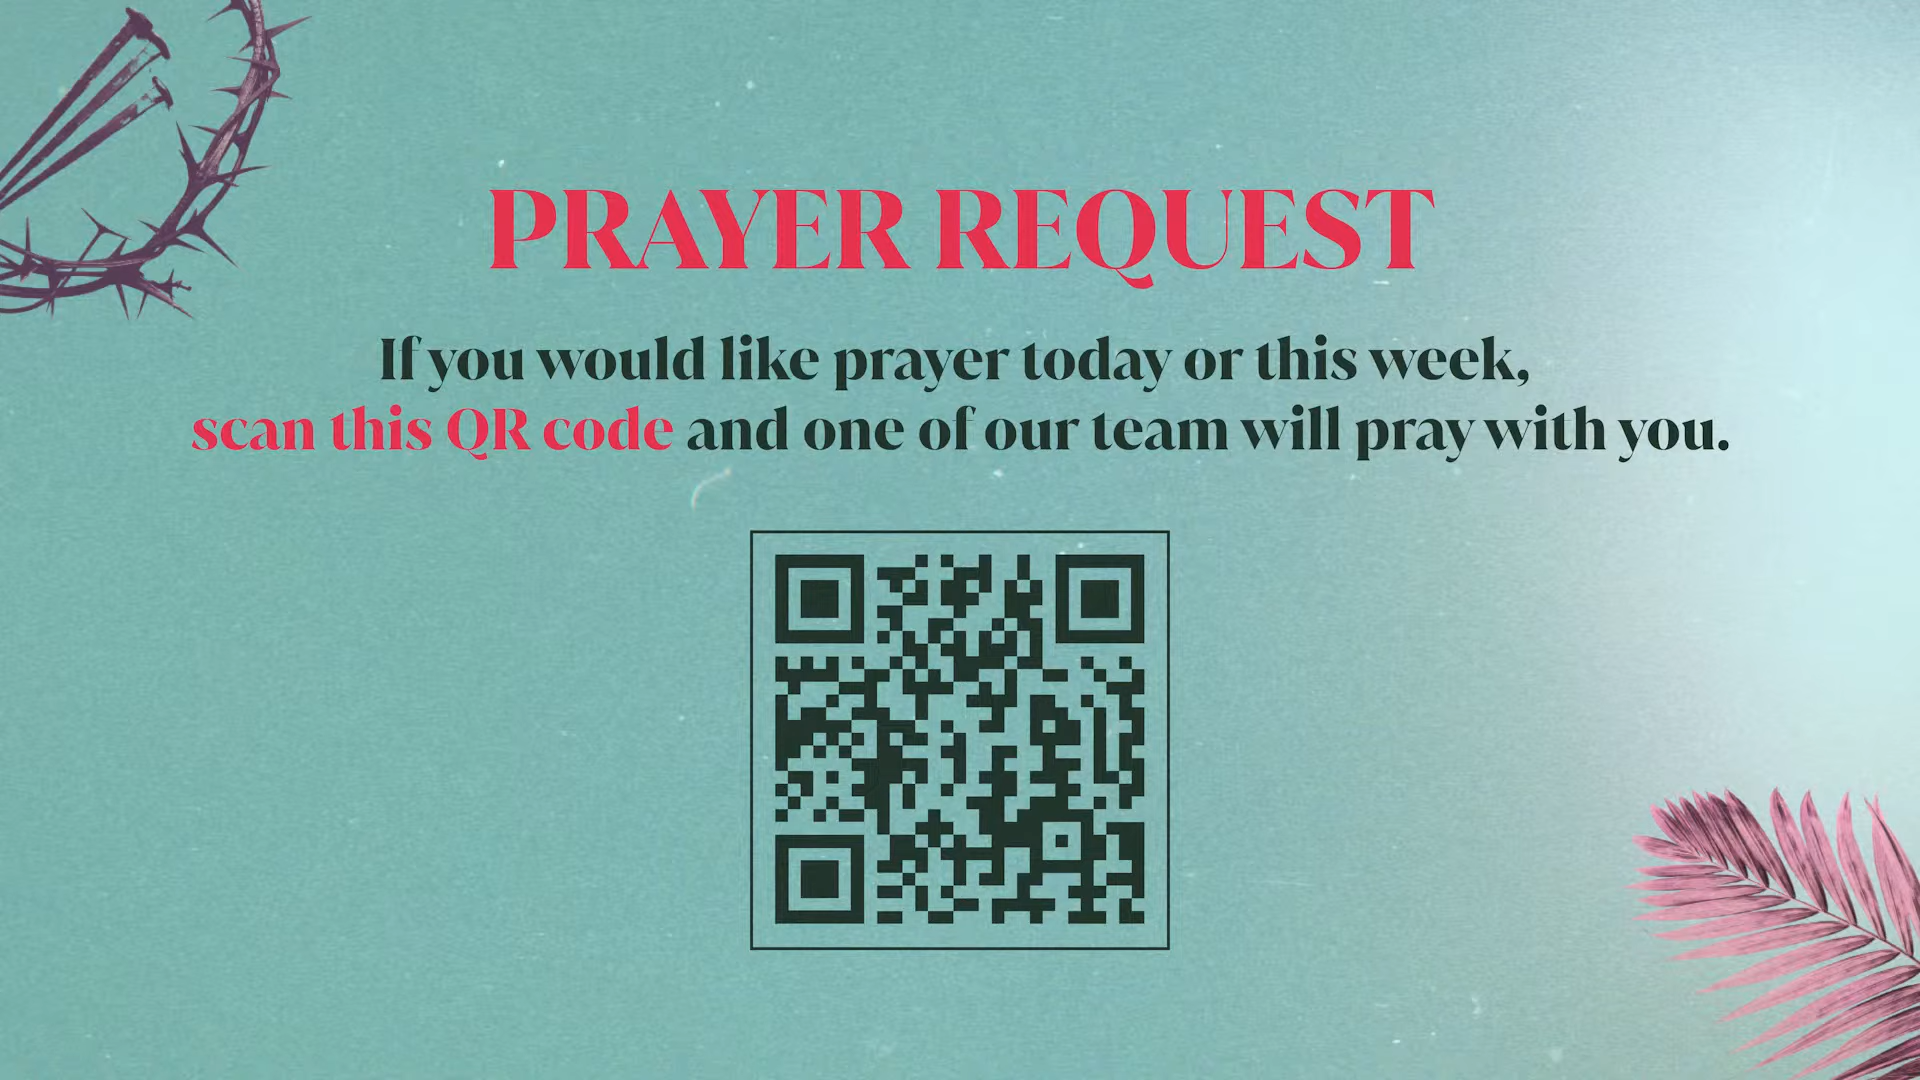 PRAYER REQUEST
If you would like prayer today or this week,
scan this QR code and one of our team will pray with you.